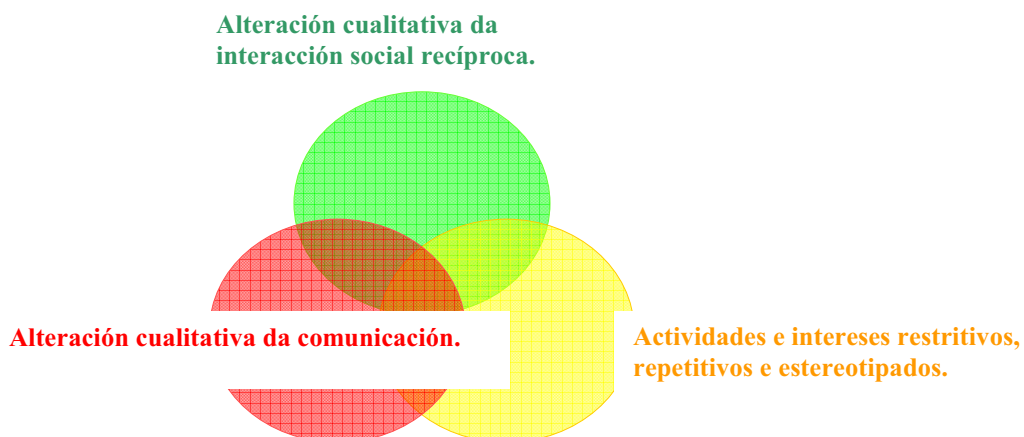 Alteración cualitativa da
interacción social recíproca.
Alteración cualitativa da comunicación.
Actividades e intereses restritivos,
repetitivos e estereotipados.